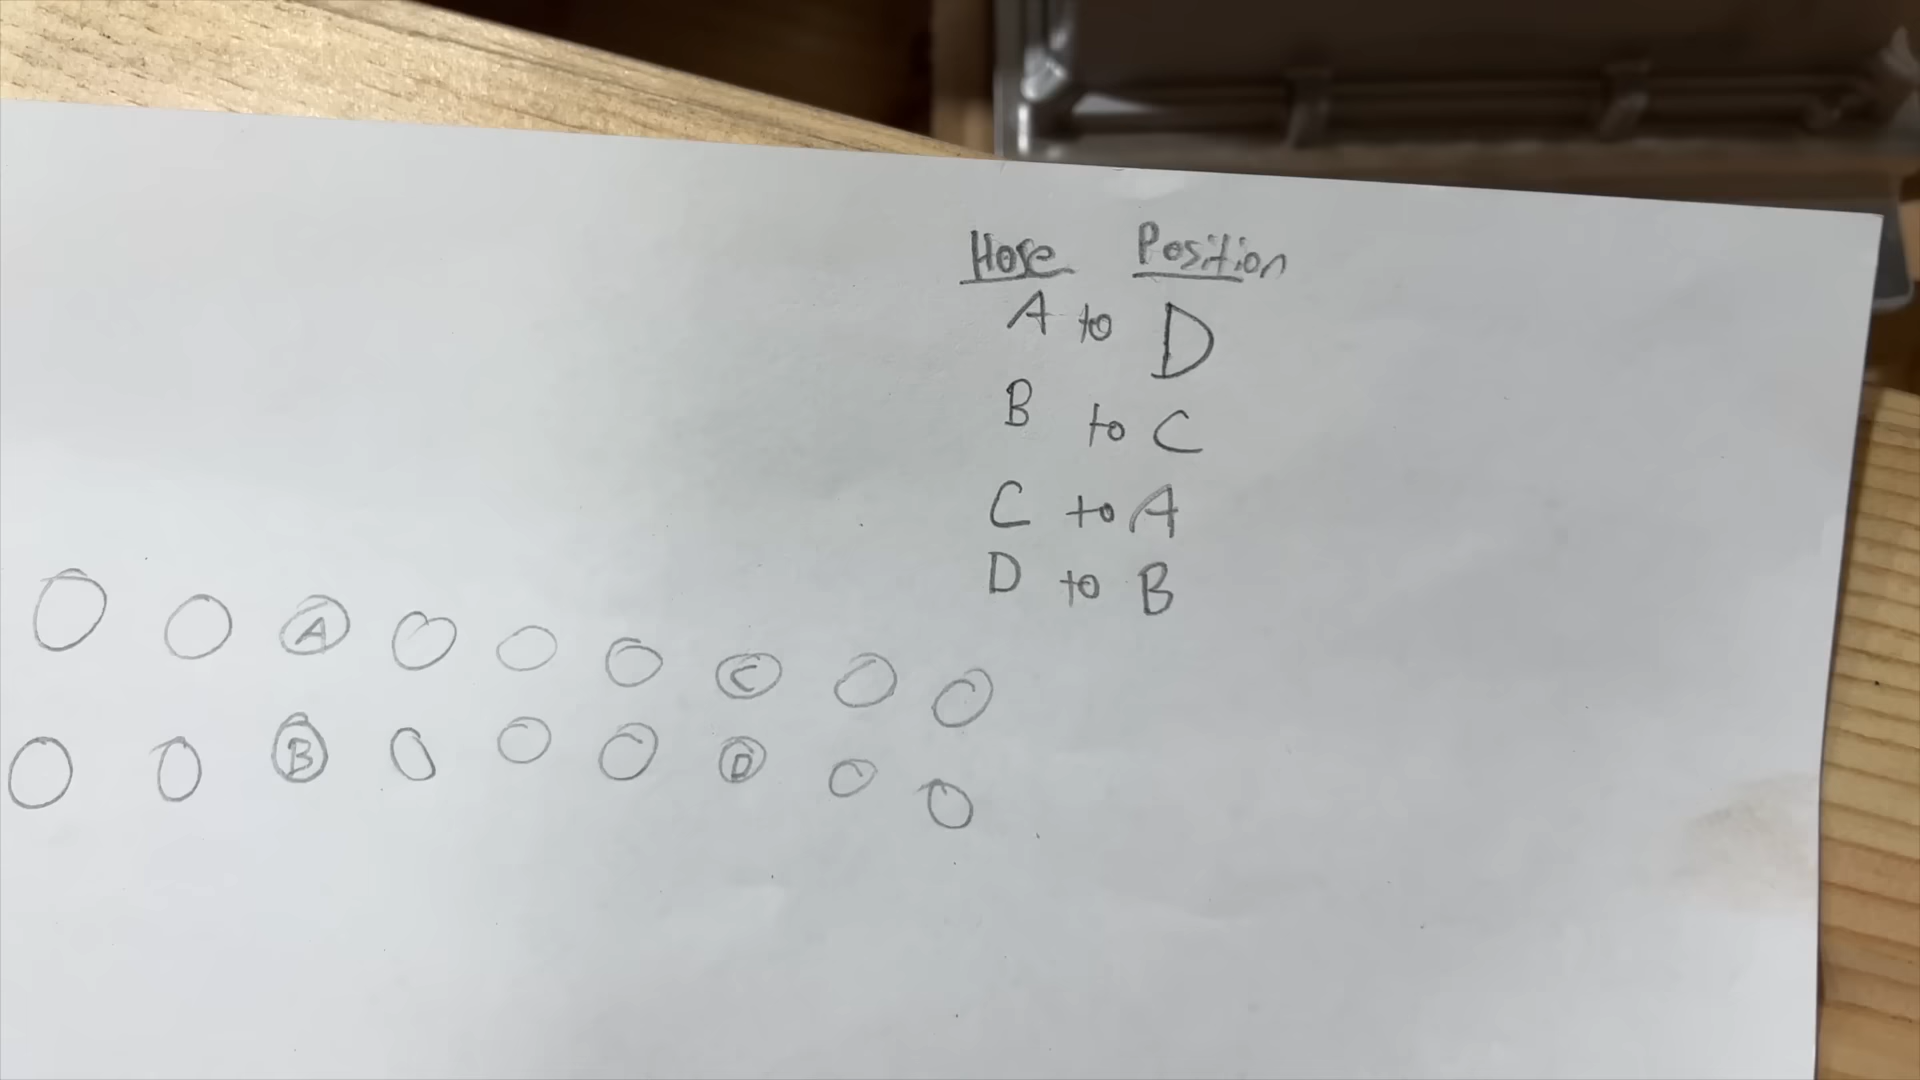 Hose Position
A to D
B to C
C to A
D to B
A C
B D